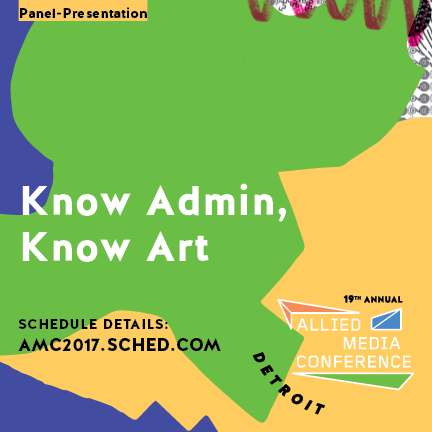 Panel-Presentation
Know Admin,
Know Art
SCHEDULE DETAILS:
AMC2017.SCHED.COM
19TH ANNUAL
ALLIED
MEDIA
CONFERENCE
DETROIT